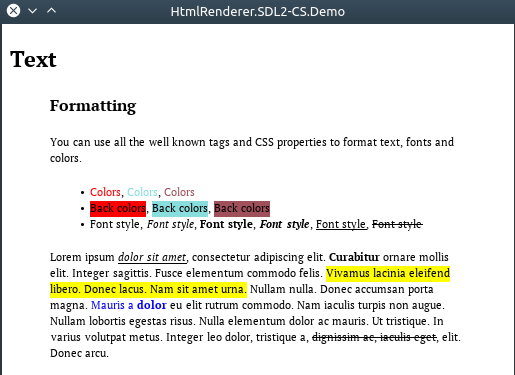 HtmlRenderer.SDL2-CS.Demo
Text
Formatting
You can use all the well known tags and CSS properties to format text, fonts and
colors.
• Colors, Colors, Colors
• Back colors, Back colors, Back colors
• Font style, Font style, Font style, Font style, Font style, Font style
Lorem ipsum dolor sit amet, consectetur adipiscing elit. Curabitur ornare mollis
elit. Integer sagittis. Fusce elementum commodo felis. Vivamus lacinia eleifend
libero. Donec lacus. Nam sit amet urna. Nullam nulla. Donec accumsan porta
magna. Mauris a dolor eu elit rutrum commodo. Nam iaculis turpis non augue.
Nullam lobortis egestas risus. Nulla elementum dolor ac mauris. Ut tristique. In
varius volutpat metus. Integer leo dolor, tristique a, dignissim ac, iaculis eget, elit.
Donec arcu.